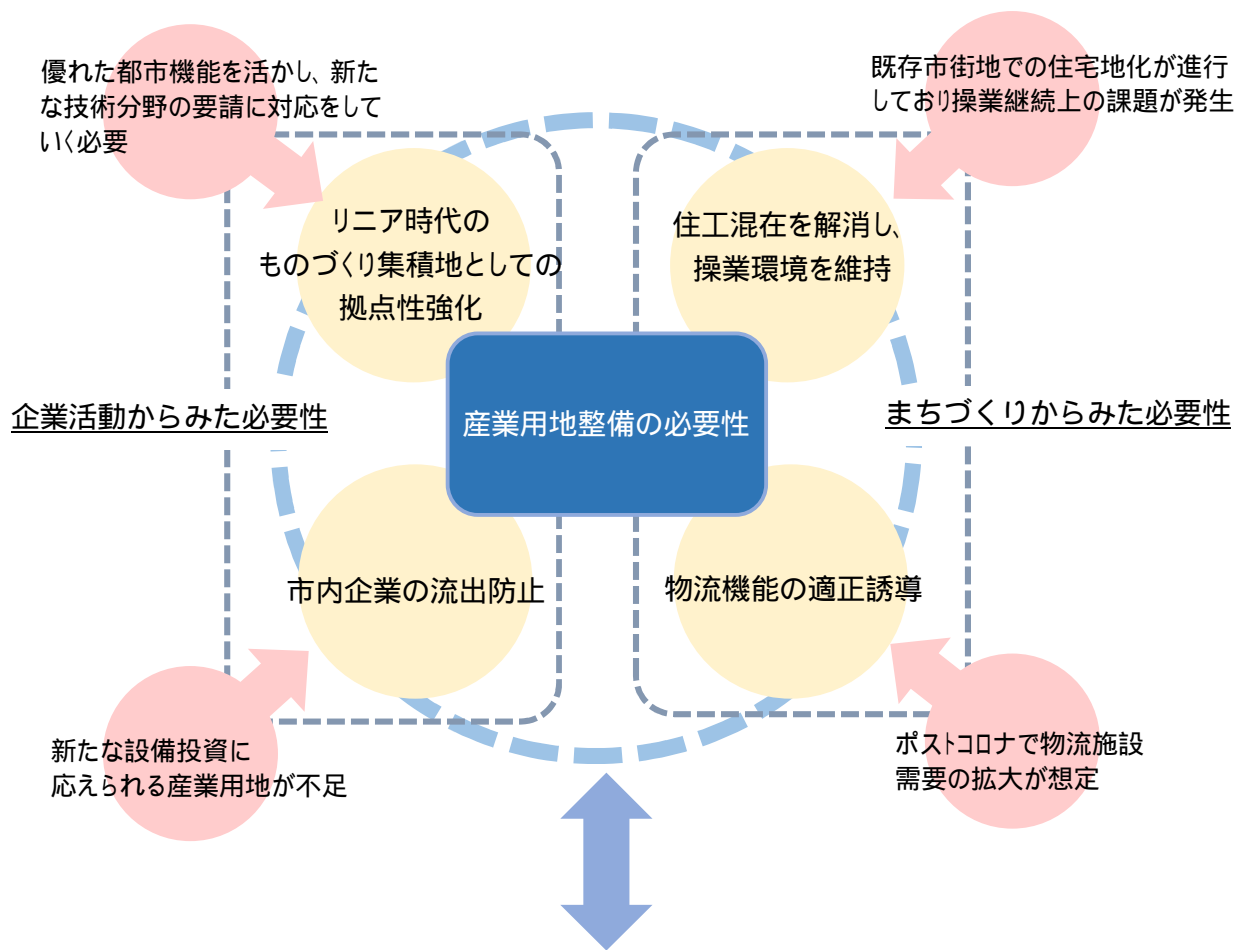 優れた都市機能を活かし、新た
な技術分野の要請に対応をして
いく必要
既存市街地での住宅地化が進行
しており操業継続上の課題が発生
リニア時代の
ものづくり集積地としての
拠点性強化
住工混在を解消し、
操業環境を維持
企業活動からみた必要性
産業用地整備の必要性
まちづくりからみた必要性
市内企業の流出防止
物流機能の適正誘導
新たな設備投資に
応えられる産業用地が不足
ポストコロナで物流施設
需要の拡大が想定